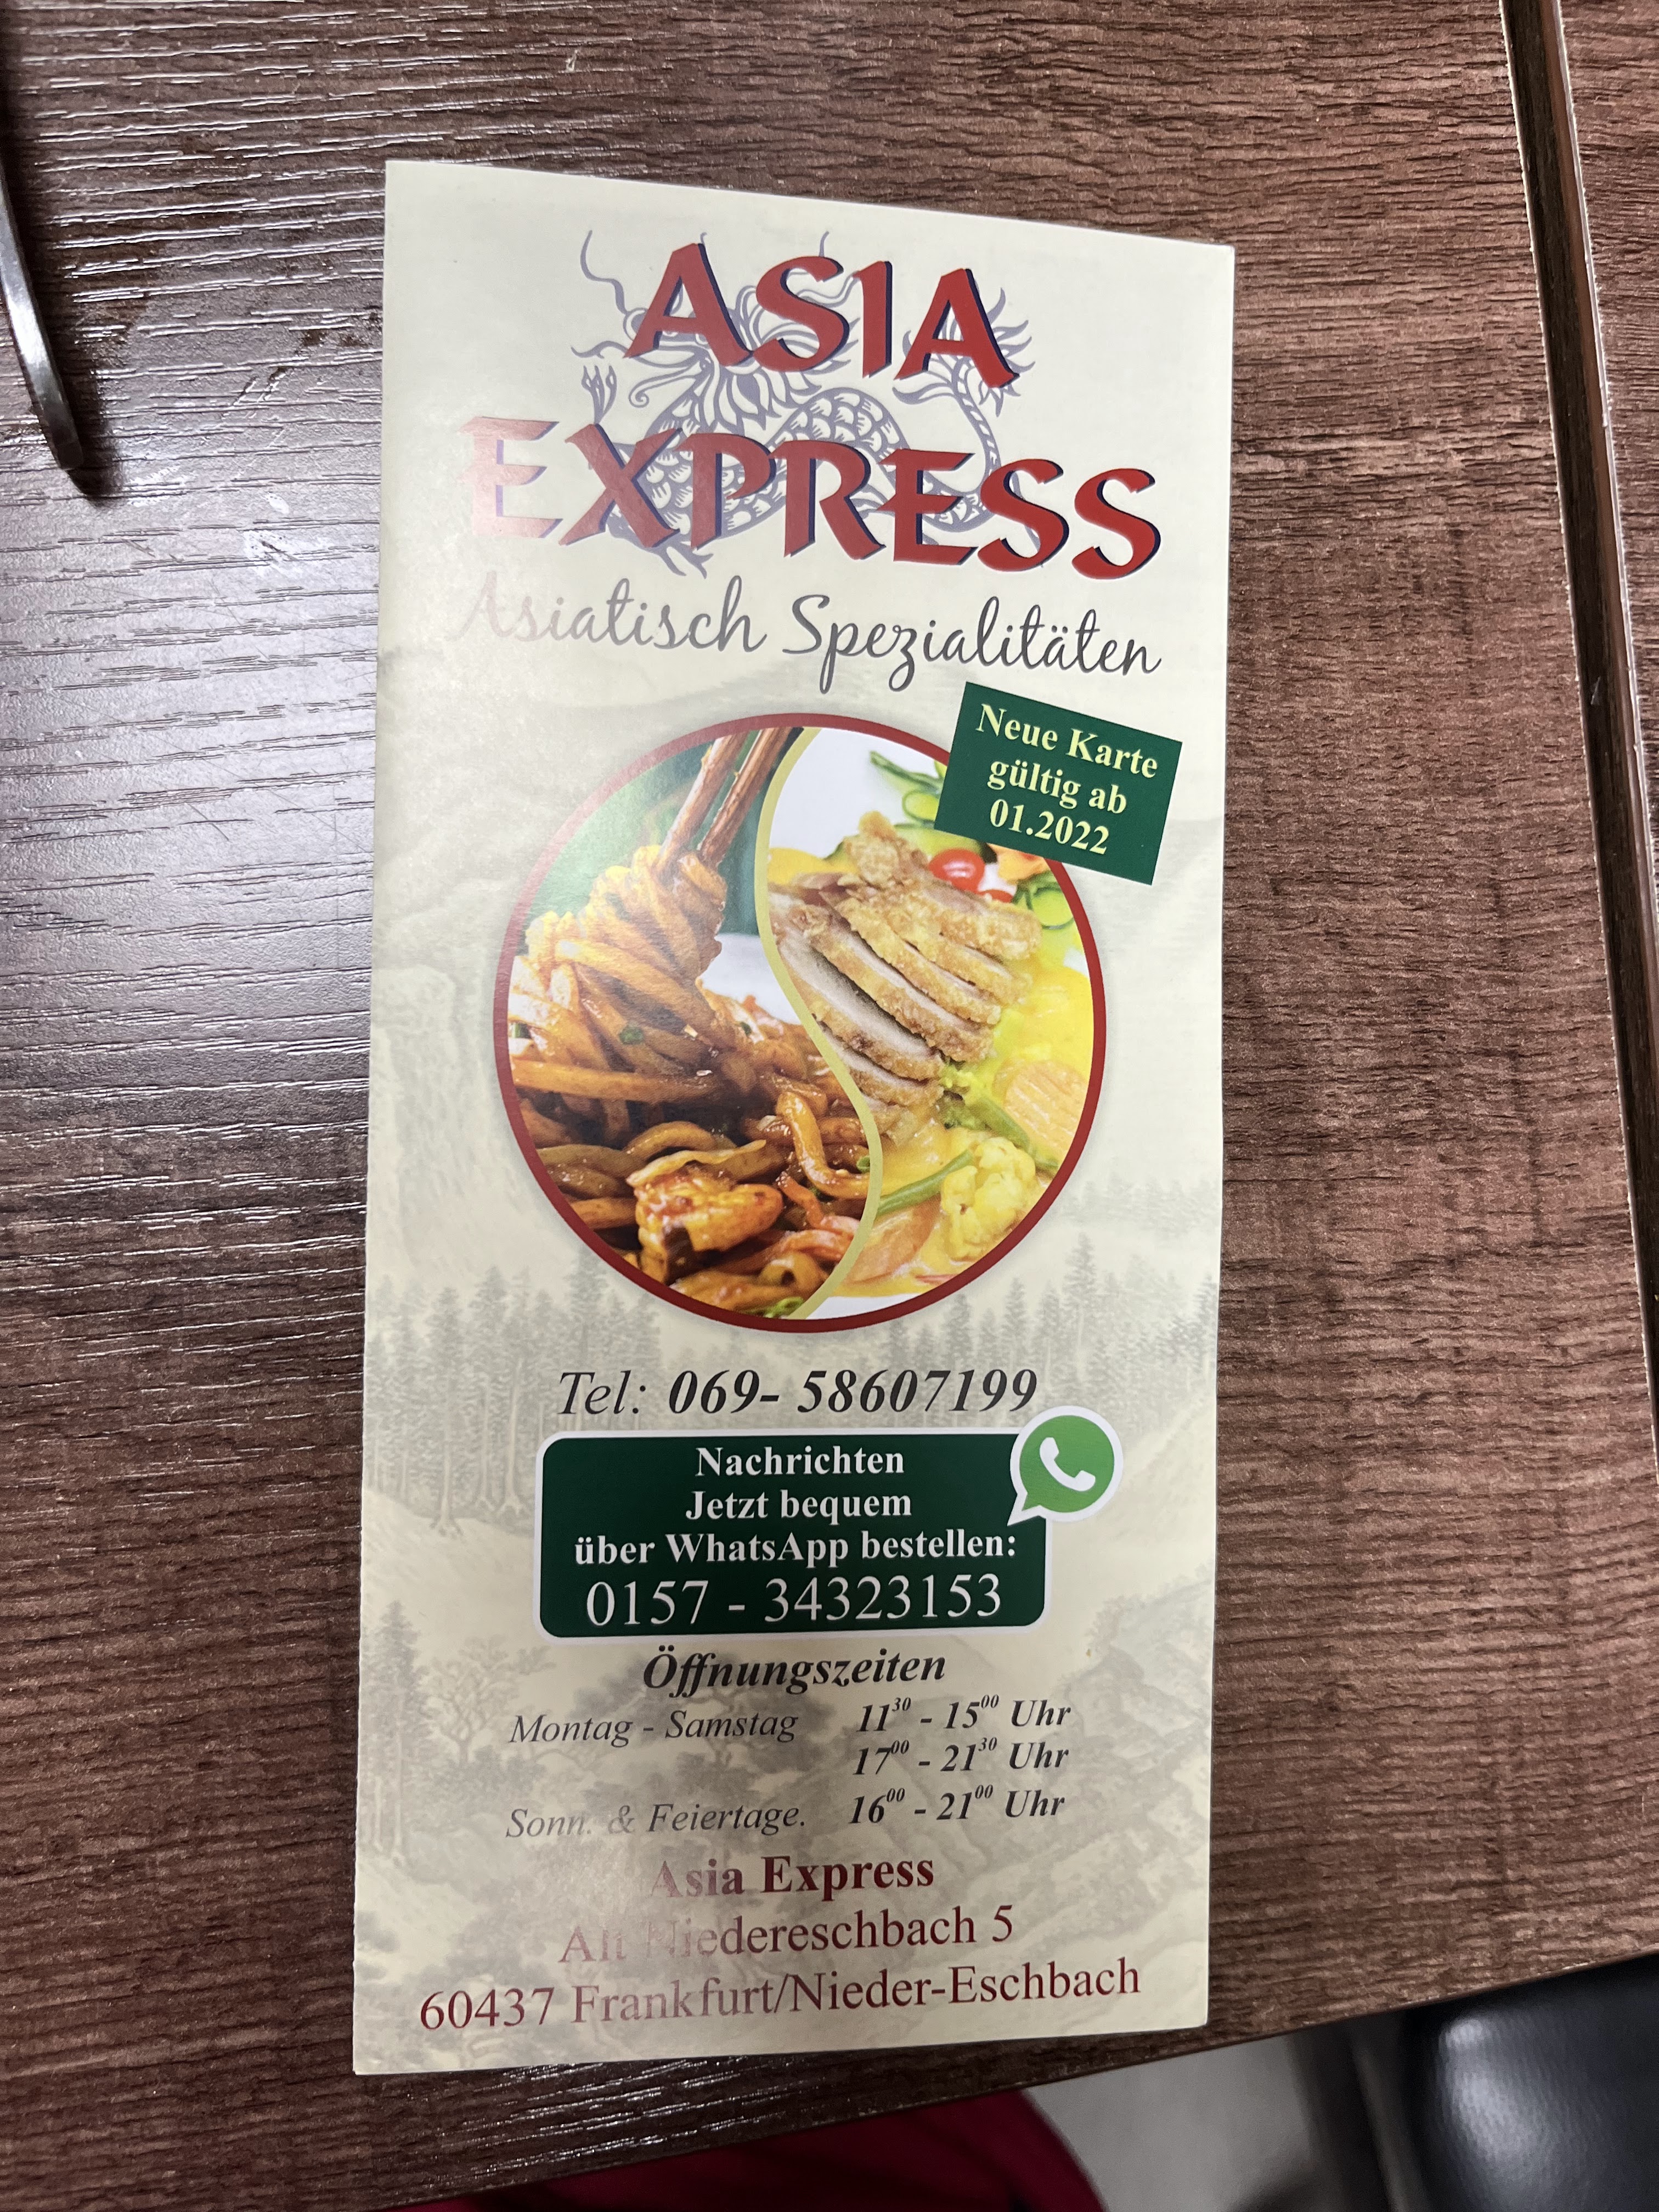 ASIA
EXPRESS
Asiatisch Spezialitäten
Neue Karte
gültig ab
01.2022
Tel: 069- 58607199
Nachrichten
Jetzt bequem
über WhatsApp bestellen:
0157 - 34323153
Öffnungszeiten
Montag - Samstag 11³⁰ - 15⁰⁰ Uhr
17⁰⁰ - 21³⁰ Uhr
Sonn. & Feiertage. 16⁰⁰ - 21⁰⁰ Uhr
Asia Express
Alt Niedereschbach 5
60437 Frankfurt/Nieder-Eschbach